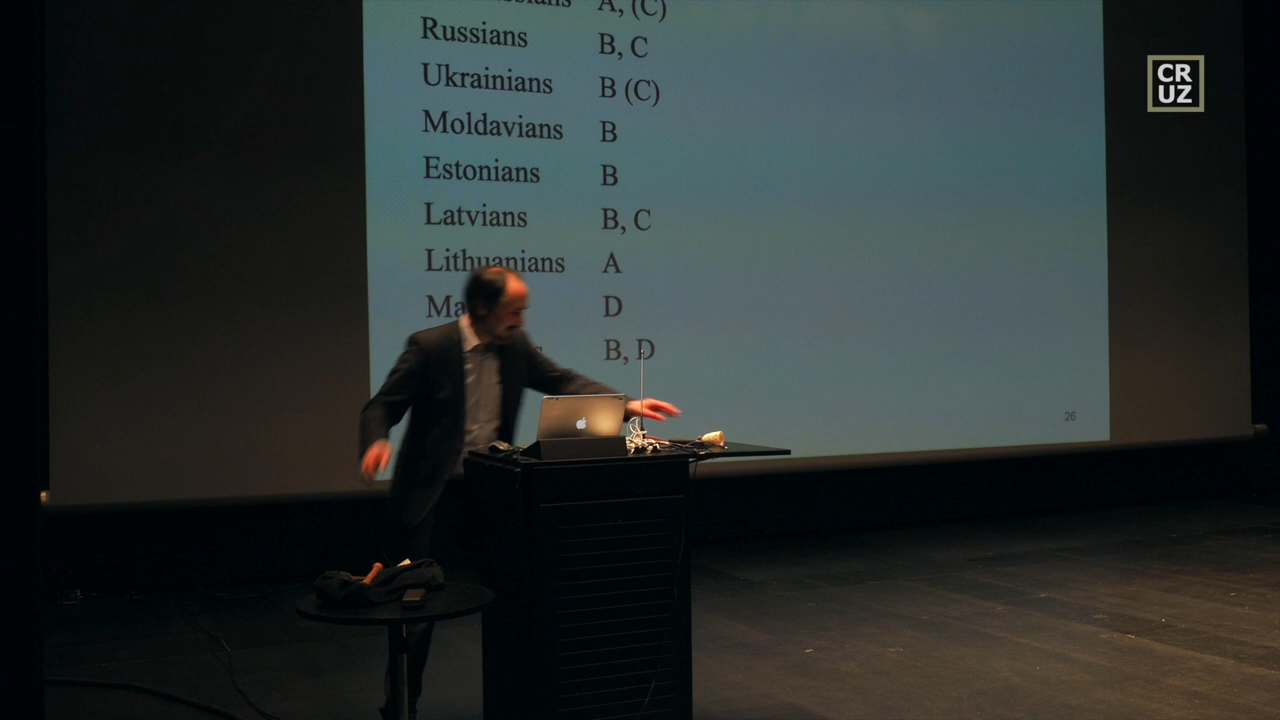 A, (C)
Russians B, C
Ukrainians B (C)
Moldavians B
Estonians B
Latvians B, C
Lithuanians A
D
B, D
26
CR
UZ